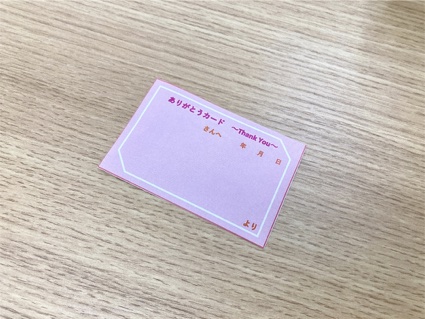 ありがとうカード ～Thank You～
さんへ 年 月 日
より